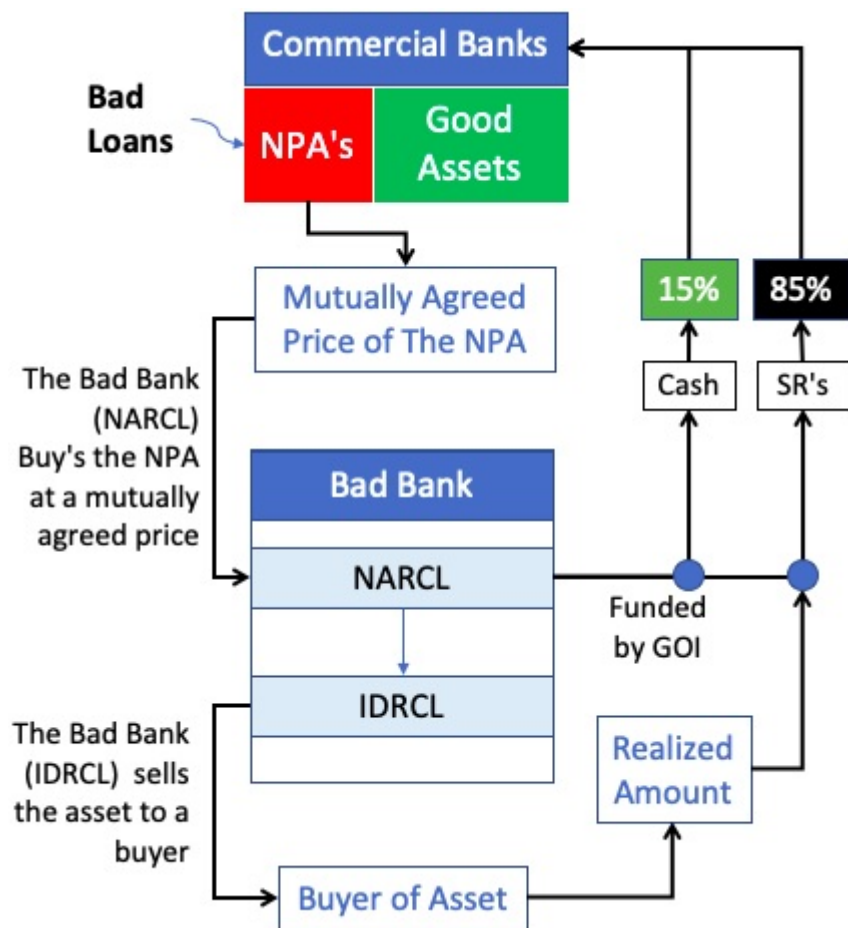 Commercial Banks
Bad
Loans
NPA's
Good
Assets
Mutually Agreed
Price of The NPA
15%
85%
Cash
SR's
The Bad Bank
(NARCL)
Buy's the NPA
at a mutually
agreed price
Bad Bank
NARCL
Funded
by GOI
IDRCL
The Bad Bank
(IDRCL) sells
the asset to a
buyer
Realized
Amount
Buyer of Asset